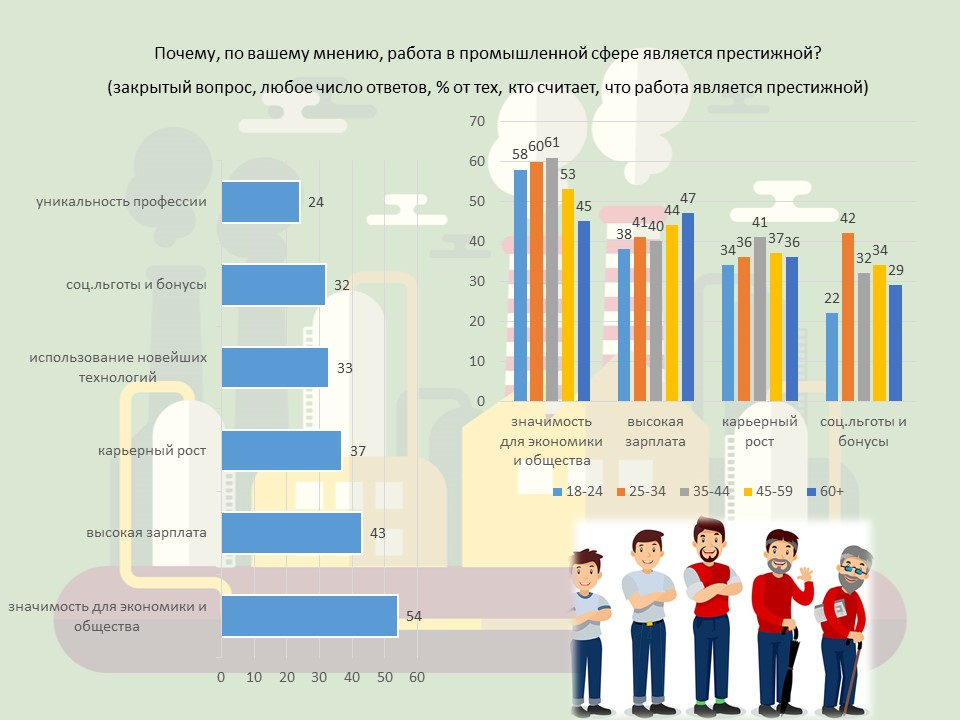 Почему, по вашему мнению, работа в промышленной сфере является престижной?
(закрытый вопрос, любое число ответов, % от тех, кто считает, что работа является престижной)
уникальность профессии
24
соц.льготы и бонусы
32
использование новейших
технологий
33
карьерный рост
37
высокая зарплата
43
значимость для экономики и
общества
54
0 10 20 30 40 50 60
70
60
50
40
30
20
10
0
58 60 61 53 45
38 41 40 44 47
34 36 41 37 36
22 42 32 34 29
значимость
для экономики
и общества
высокая
зарплата
карьерный
рост
соц.льготы и
бонусы
18-24 25-34 35-44 45-59 60+